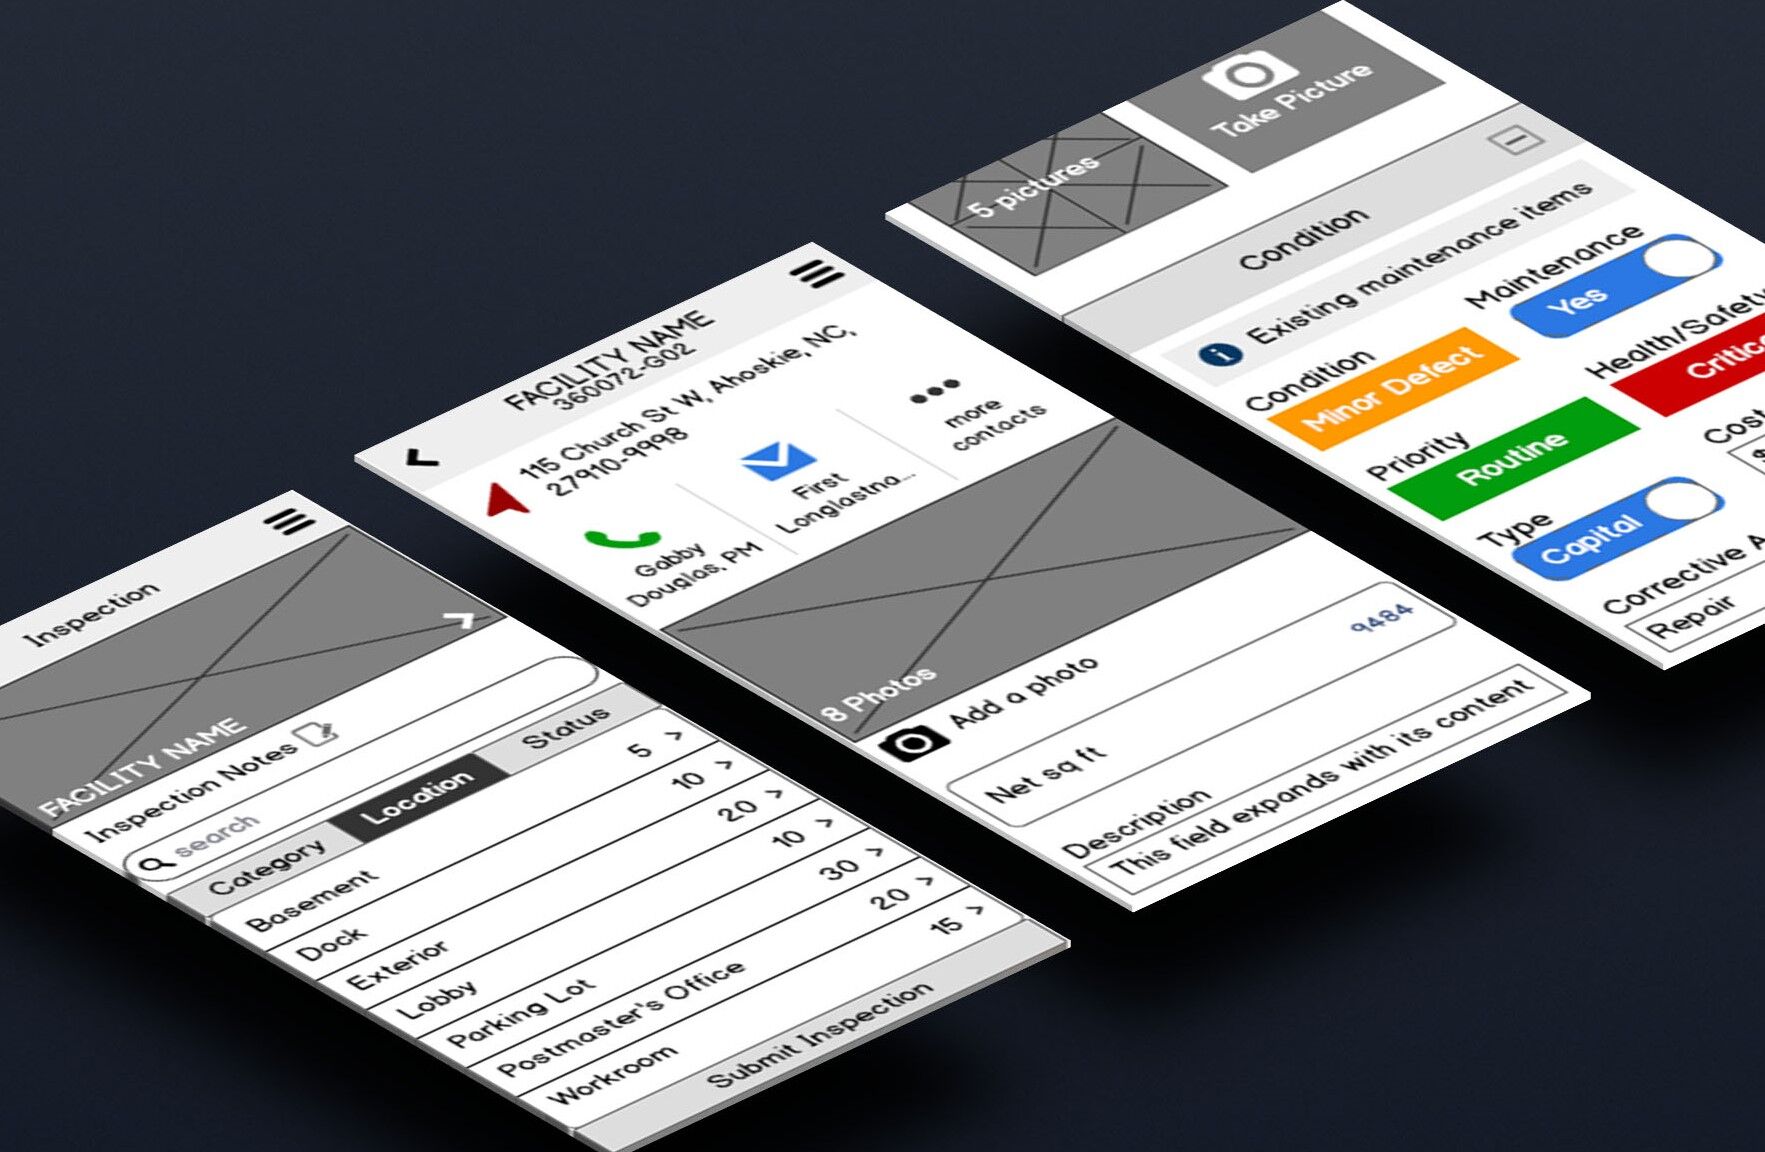 Inspection
FACILITY NAME
Inspection Notes
search
Category Location Status
Basement 5
Dock 10
Exterior 20
Lobby 10
Parking Lot 30
Postmaster's Office 20
Workroom 15
Submit Inspection
FACILITY NAME
360072-G02
115 Church St W, Ahoskie, NC,
27910-9998
Gabby
Douglas, PM
First
Longlastna...
more
contacts
8 Photos
Add a photo
Net sq ft 9484
Description
This field expands with its content
5 pictures
Take Picture
Condition
Existing maintenance items
Condition
Minor Defect
Maintenance
Yes
Priority
Routine
Health/Safety
Critic
Type
Capital
Cost
$
Corrective A
Repair